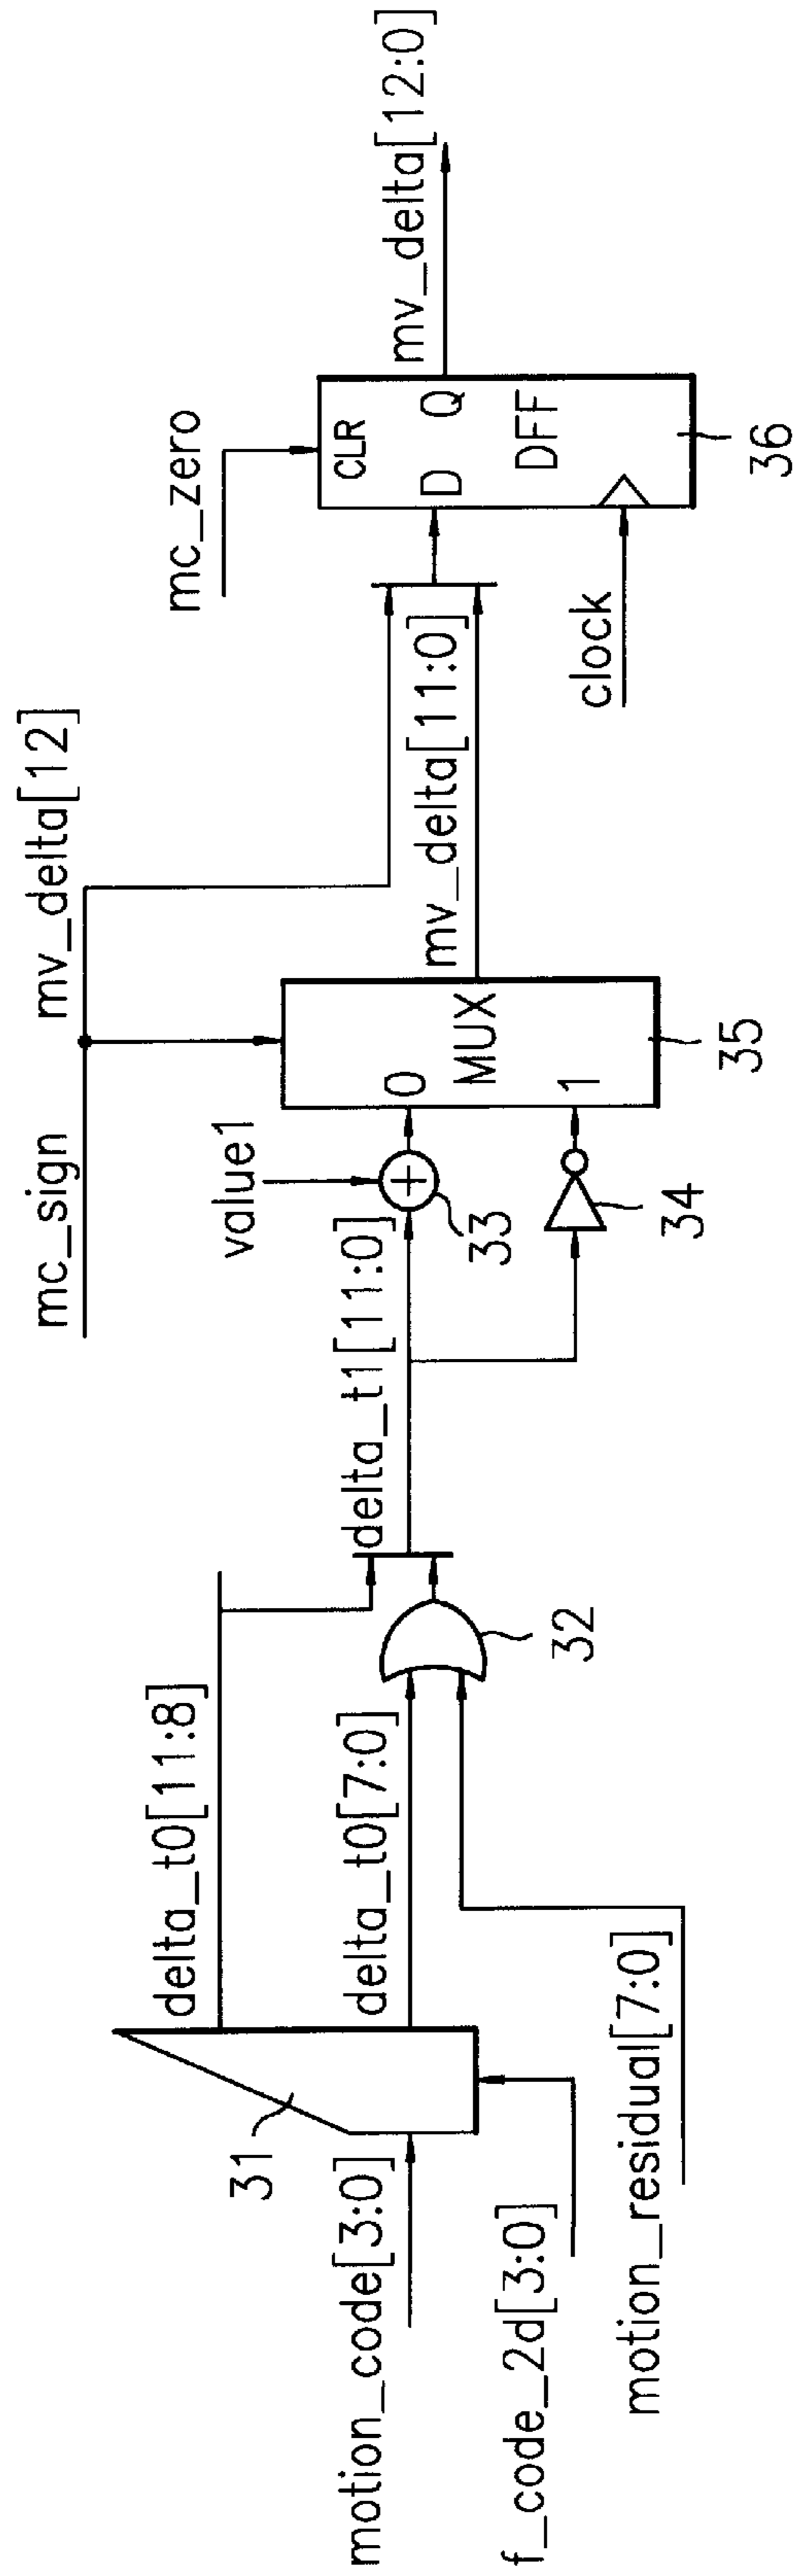 motion_code[3:0]
f_code_2d[3:0]
motion_residual[7:0]
31
delta_t0[11:8]
delta_t0[7:0]
32
delta_t1[11:0]
mc_sign
value1
33
34
mv_delta[12]
0
MUX
1
35
mv_delta[11:0]
mc_zero
clock
CLR
D Q
DFF
36
mv_delta[12:0]